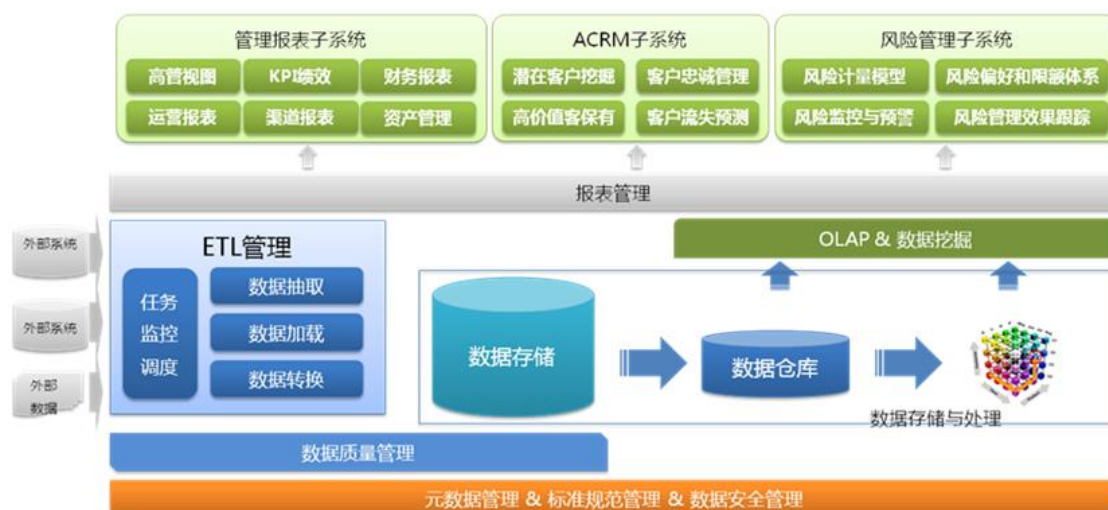 管理报表子系统
高管视图 KPI绩效 财务报表
运营报表 渠道报表 资产管理
ACRM子系统
潜在客户挖掘 客户忠诚管理
高价值客保有 客户流失预测
风险管理子系统
风险计量模型 风险偏好和限额体系
风险监控与预警 风险管理效果跟踪
报表管理
外部系统
外部系统
外部
数据
ETL管理
任务
监控
调度
数据抽取
数据加载
数据转换
OLAP & 数据挖掘
数据存储
数据仓库
数据存储与处理
数据质量管理
元数据管理 & 标准规范管理 & 数据安全管理